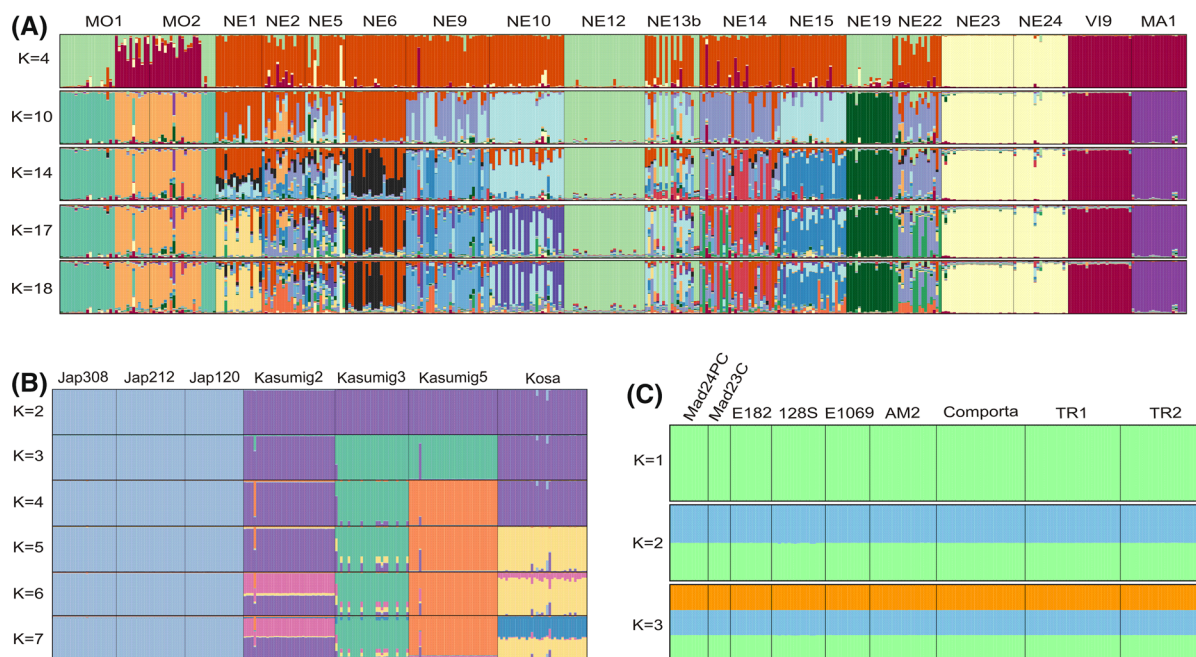 (A)
MO1 MO2 NE1 NE2 NE5 NE6 NE9 NE10 NE12 NE13b NE14 NE15 NE19 NE22 NE23 NE24 VI9 MA1
K=4
K=10
K=14
K=17
K=18
(B)
Jap308 Jap212 Jap120 Kasumig2 Kasumig3 Kasumig5 Kosa
K=2
K=3
K=4
K=5
K=6
K=7
(C)
Mad24PC Mad23C E182 128S E1069 AM2 Comporta TR1 TR2
K=1
K=2
K=3